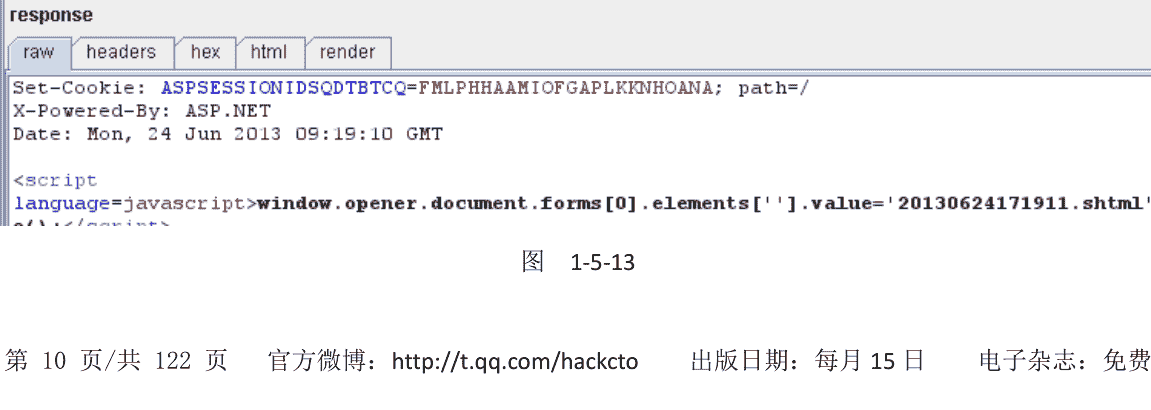 response
raw headers hex html render
Set-Cookie: ASPSESSIONIDSQDTBTCQ=FMLPHHAAMIOFGAPLKKNHOANA; path=/
X-Powered-By: ASP.NET
Date: Mon, 24 Jun 2013 09:19:10 GMT
<script
language=javascript>window.opener.document.forms[0].elements[''].value='20130624171911.shtml'
图 1-5-13
第 10 页/共 122 页 官方微博：http://t.qq.com/hackcto 出版日期：每月 15 日 电子杂志：免费